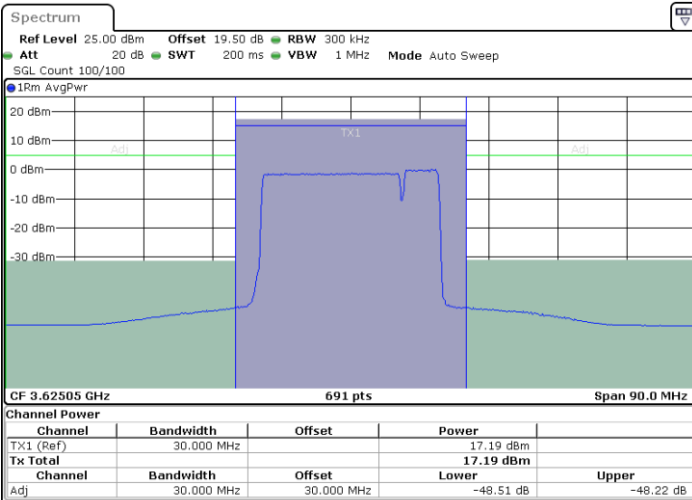 Spectrum
Ref Level 25.00 dBm Offset 19.50 dB RBW 300 kHz
Att 20 dB SWT 200 ms VBW 1 MHz Mode Auto Sweep
SGL Count 100/100
1Rm AvgPwr
20 dBm
TX1
10 dBm
Adj Adj
0 dBm
-10 dBm
-20 dBm
-30 dBm
CF 3.62505 GHz 691 pts Span 90.0 MHz
Channel Power
Channel Bandwidth Offset Power
TX1 (Ref) 30.000 MHz 17.19 dBm
Tx Total 17.19 dBm
Channel Bandwidth Offset Lower Upper
Adj 30.000 MHz 30.000 MHz -48.51 dB -48.22 dB